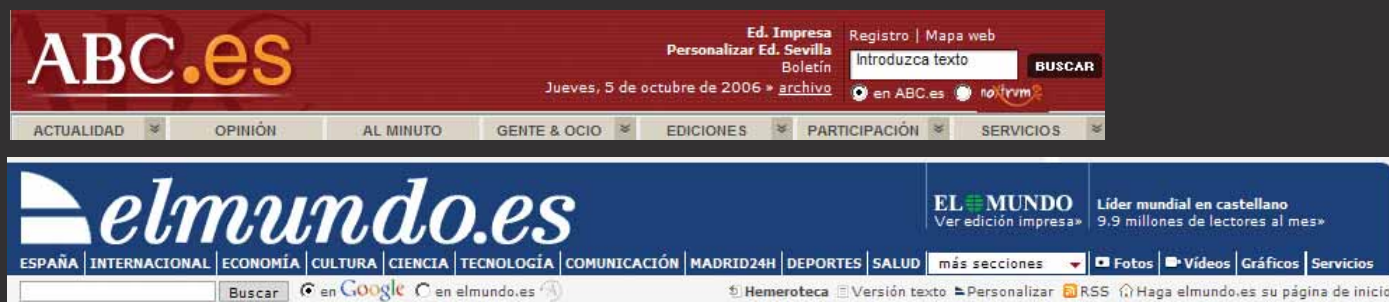 ABC.es
Ed. Impresa
Personalizar Ed. Sevilla
Boletín
Jueves, 5 de octubre de 2006 » archivo
Registro | Mapa web
Introduzca texto BUSCAR
en ABC.es noxtrvm
ACTUALIDAD OPINIÓN AL MINUTO GENTE & OCIO EDICIONES PARTICIPACIÓN SERVICIOS
elmundo.es
EL MUNDO
Ver edición impresa»
Líder mundial en castellano
9.9 millones de lectores al mes»
ESPAÑA INTERNACIONAL ECONOMÍA CULTURA CIENCIA TECNOLOGÍA COMUNICACIÓN MADRID24H DEPORTES SALUD más secciones Fotos Vídeos Gráficos Servicios
Buscar en Google en elmundo.es Hemeroteca Versión texto Personalizar RSS Haga elmundo.es su página de inicio